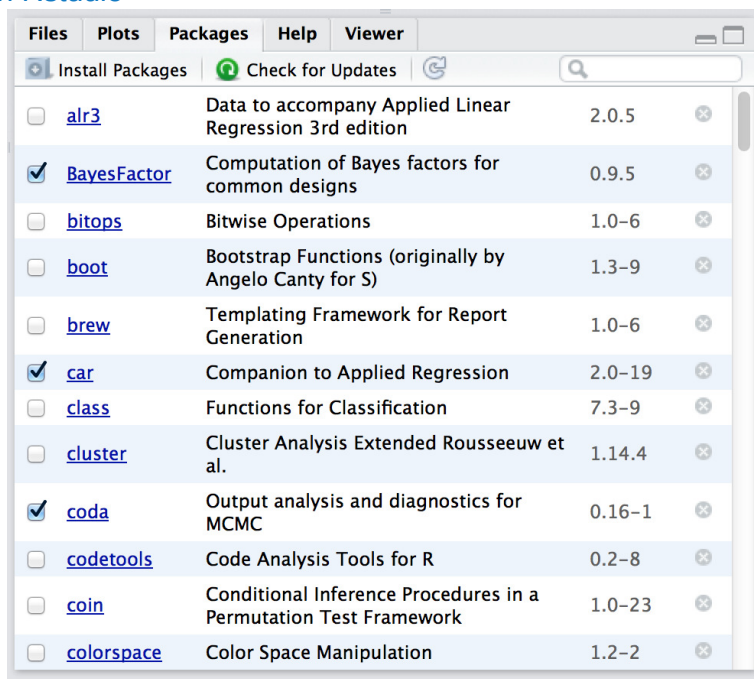 Files Plots Packages Help Viewer
Install Packages Check for Updates
alr3 Data to accompany Applied Linear 2.0.5
Regression 3rd edition
BayesFactor Computation of Bayes factors for 0.9.5
common designs
bitops Bitwise Operations 1.0-6
boot Bootstrap Functions (originally by 1.3-9
Angelo Canty for S)
brew Templating Framework for Report 1.0-6
Generation
car Companion to Applied Regression 2.0-19
class Functions for Classification 7.3-9
cluster Cluster Analysis Extended Rousseeuw et 1.14.4
al.
coda Output analysis and diagnostics for 0.16-1
MCMC
codetools Code Analysis Tools for R 0.2-8
coin Conditional Inference Procedures in a 1.0-23
Permutation Test Framework
colorspace Color Space Manipulation 1.2-2